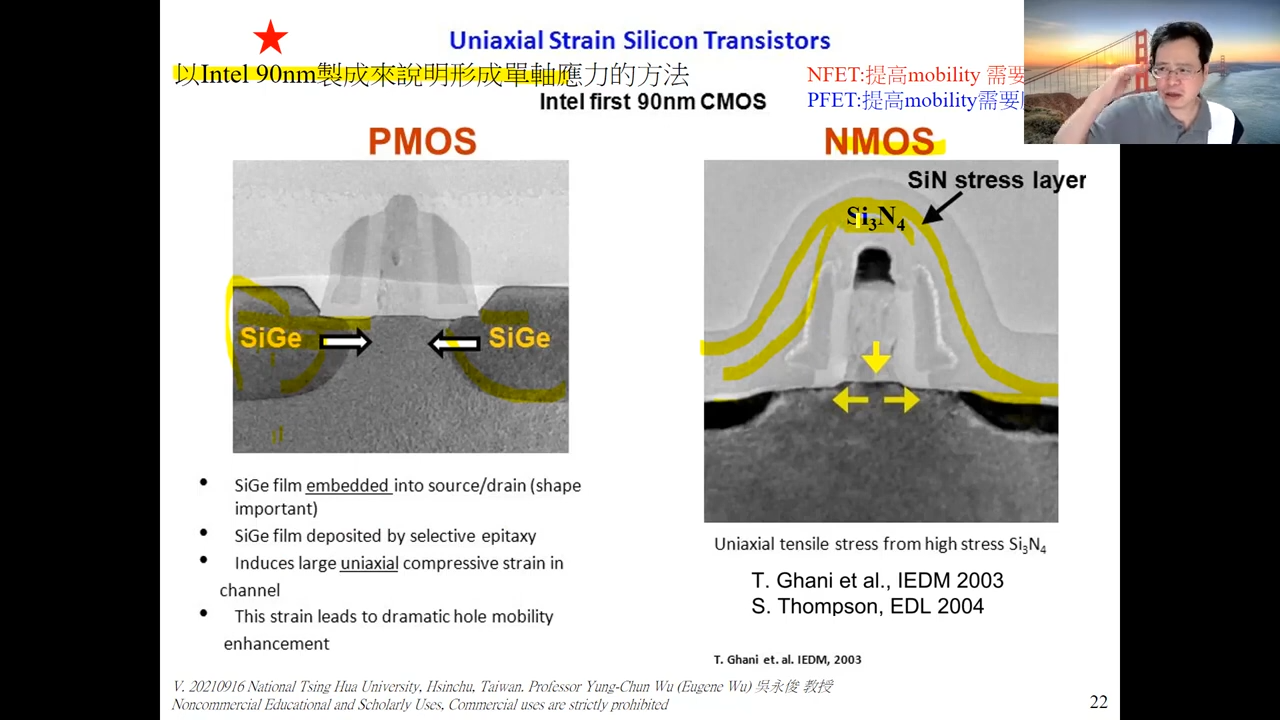 Uniaxial Strain Silicon Transistors
以Intel 90nm製成來說明形成單軸應力的方法
NFET:提高mobility 需要
PFET:提高mobility需要
Intel first 90nm CMOS
PMOS
NMOS
SiN stress layer
Si3N4
SiGe
SiGe
SiGe film embedded into source/drain (shape
important)
SiGe film deposited by selective epitaxy
Induces large uniaxial compressive strain in
channel
This strain leads to dramatic hole mobility
enhancement
Uniaxial tensile stress from high stress Si3N4
T. Ghani et al., IEDM 2003
S. Thompson, EDL 2004
T. Ghani et. al. IEDM, 2003
V. 20210916 National Tsing Hua University, Hsinchu, Taiwan. Professor Yung-Chun Wu (Eugene Wu) 吳永俊 教授
Noncommercial Educational and Scholarly Uses, Commercial uses are strictly prohibited
22